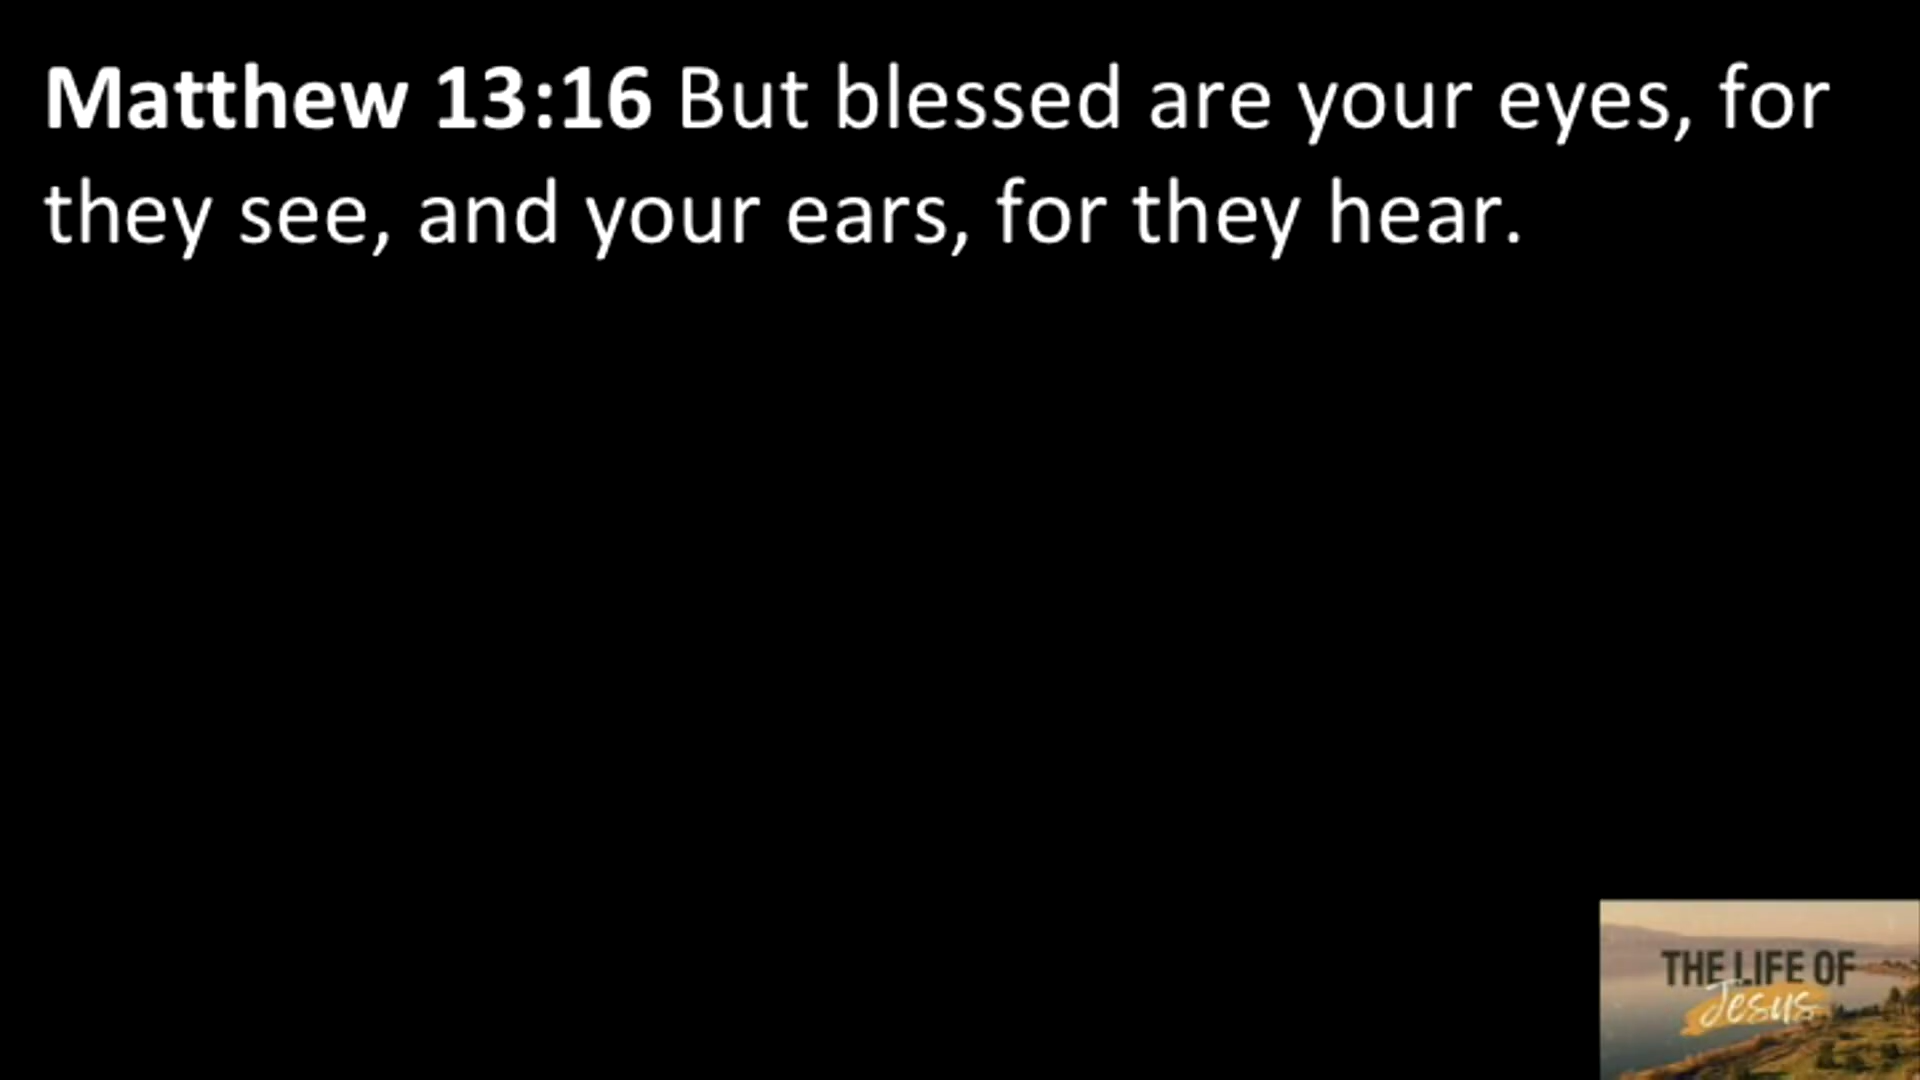 Matthew 13:16 But blessed are your eyes, for
they see, and your ears, for they hear.
THE LIFE OF
Jesus